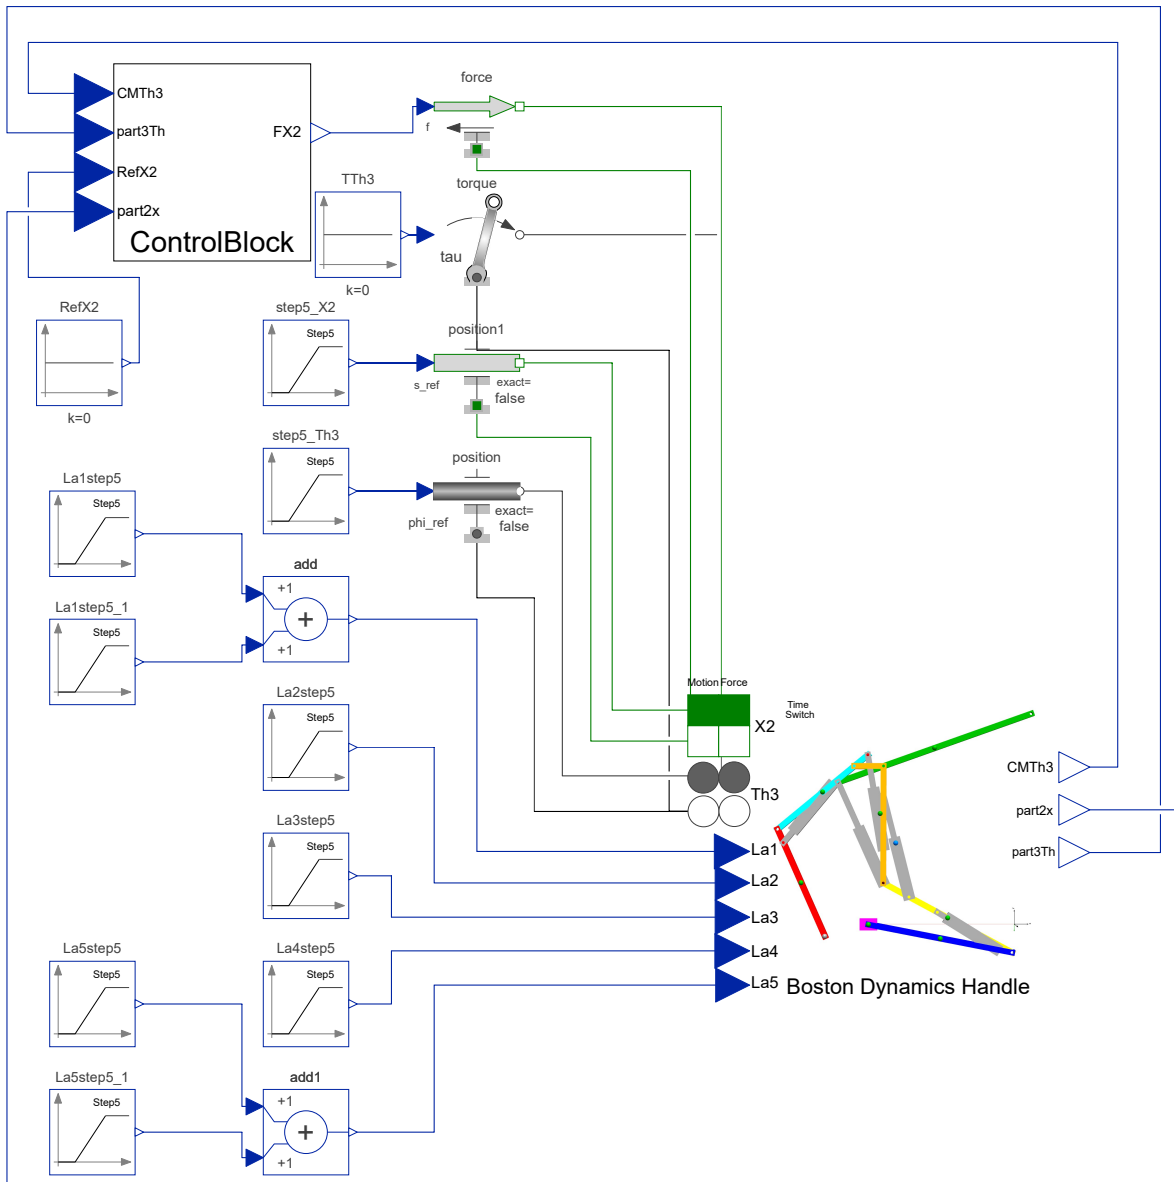 CMTh3
part3Th
RefX2
part2x
FX2
ControlBlock
force
f
TTh3
k=0
torque
tau
RefX2
k=0
step5_X2
Step5
position1
s_ref
exact=
false
step5_Th3
Step5
position
phi_ref
exact=
false
La1step5
Step5
La1step5_1
Step5
add
+1
+
+1
La2step5
Step5
Motion Force
Time
Switch
X2
Th3
La3step5
Step5
La1
La2
La3
La4
La5
CMTh3
part2x
part3Th
Boston Dynamics Handle
La5step5
Step5
La4step5
Step5
La5step5_1
Step5
add1
+1
+
+1